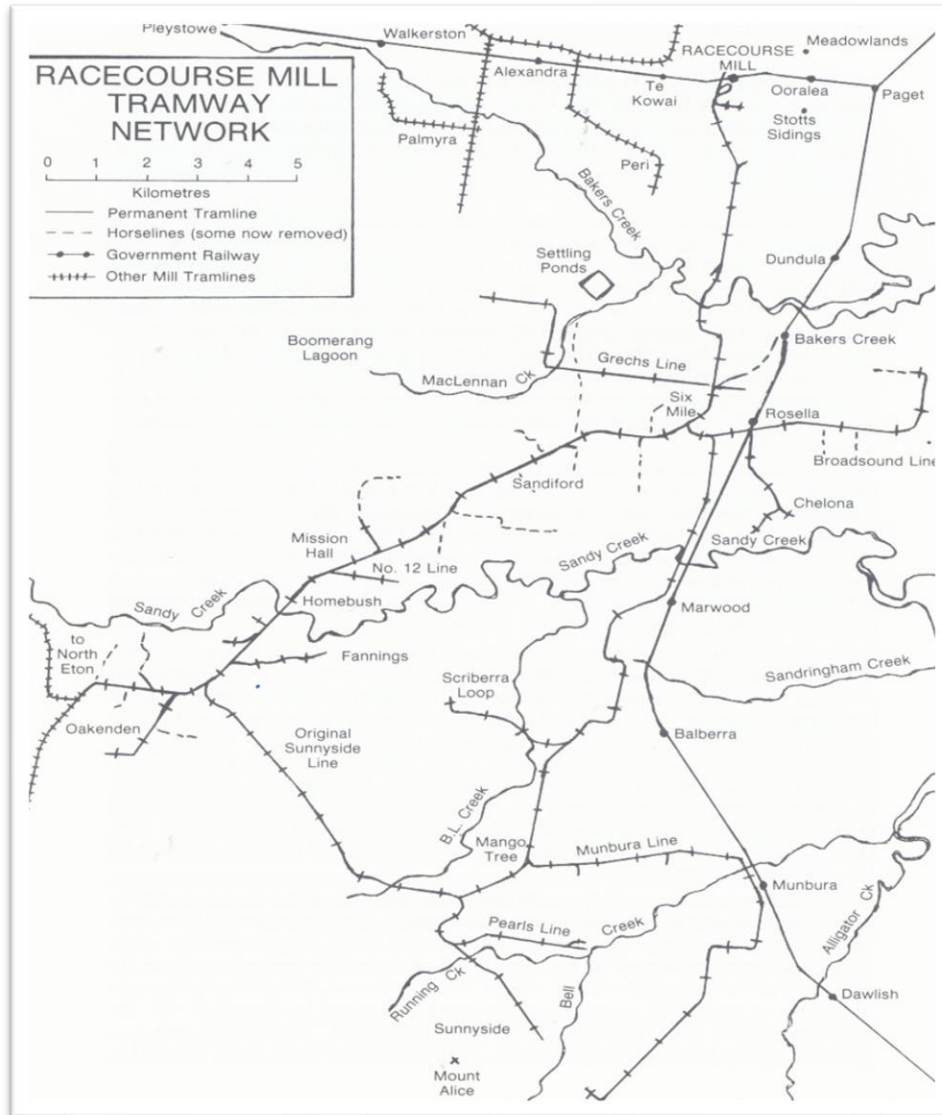 Pleystowe
Walkerston
Meadowlands
RACECOURSE
MILL
Alexandra
Te
Kowai
Ooralea
Paget
Stotts
Sidings
RACECOURSE MILL
TRAMWAY
NETWORK
0 1 2 3 4 5
Kilometres
Permanent Tramline
Horselines (some now removed)
Government Railway
Other Mill Tramlines
Palmyra
Peri
Bakers Creek
Settling
Ponds
Dundula
Boomerang
Lagoon
MacLennan Ck
Grechs Line
Bakers Creek
Six
Mile
Rosella
Broadsound Line
Sandiford
Chelona
Mission
Hall
No. 12 Line
Sandy Creek
Sandy Creek
Homebush
Sandy Creek
Marwood
to
North
Eton
Fannings
Scriberra
Loop
Sandringham Creek
Oakenden
Original
Sunnyside
Line
Balberra
B.L. Creek
Mango
Tree
Munbura Line
Munbura
Alligator Ck
Pearls Line
Creek
Bell
Running Ck
Dawlish
Sunnyside
Mount
Alice